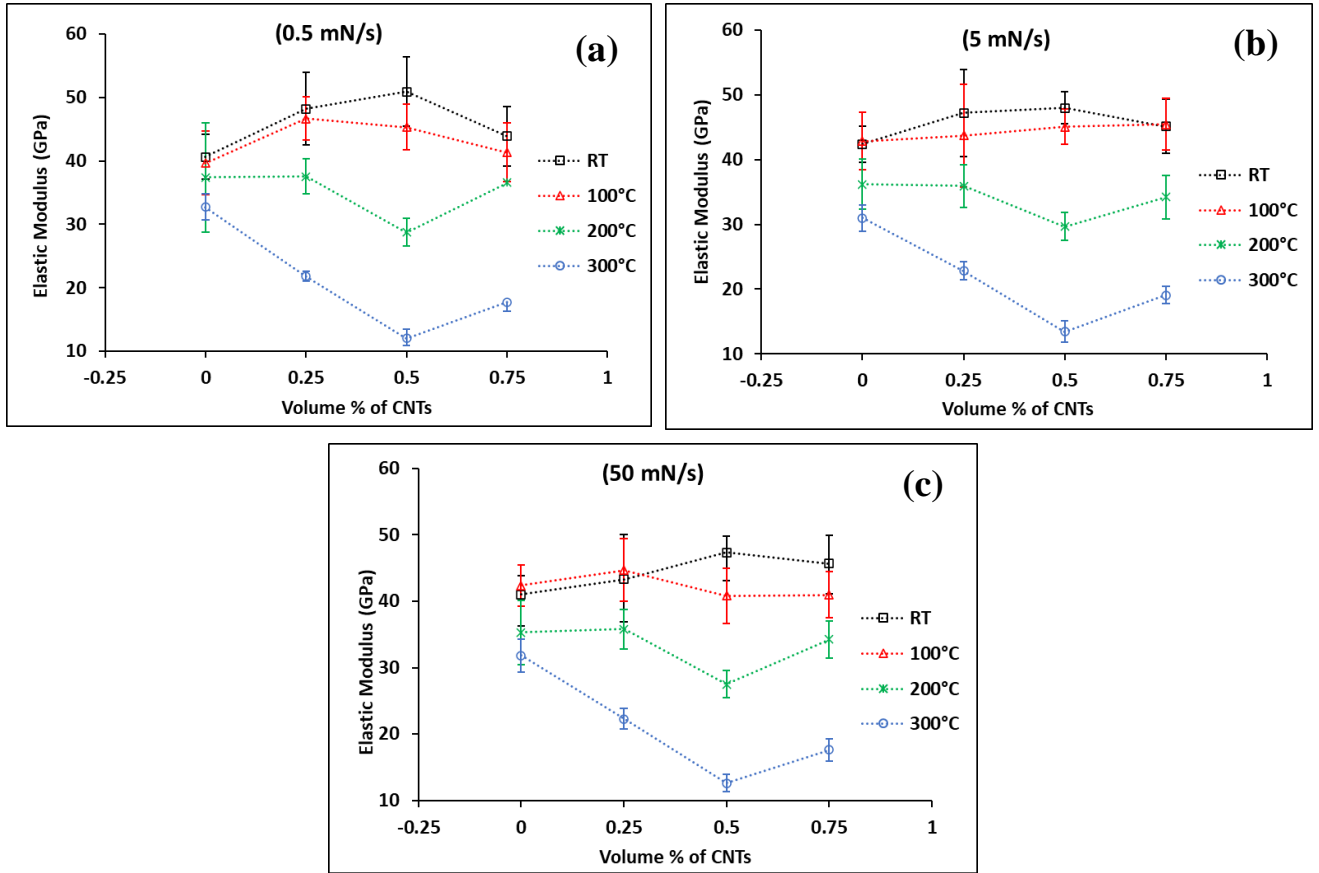 (0.5 mN/s)
(a)
60
50
40
30
20
10
Elastic Modulus (GPa)
-0.25 0 0.25 0.5 0.75 1
Volume % of CNTs
RT
100°C
200°C
300°C
(5 mN/s)
(b)
60
50
40
30
20
10
Elastic Modulus (GPa)
-0.25 0 0.25 0.5 0.75 1
Volume % of CNTs
RT
100°C
200°C
300°C
(50 mN/s)
(c)
60
50
40
30
20
10
Elastic Modulus (GPa)
-0.25 0 0.25 0.5 0.75 1
Volume % of CNTs
RT
100°C
200°C
300°C